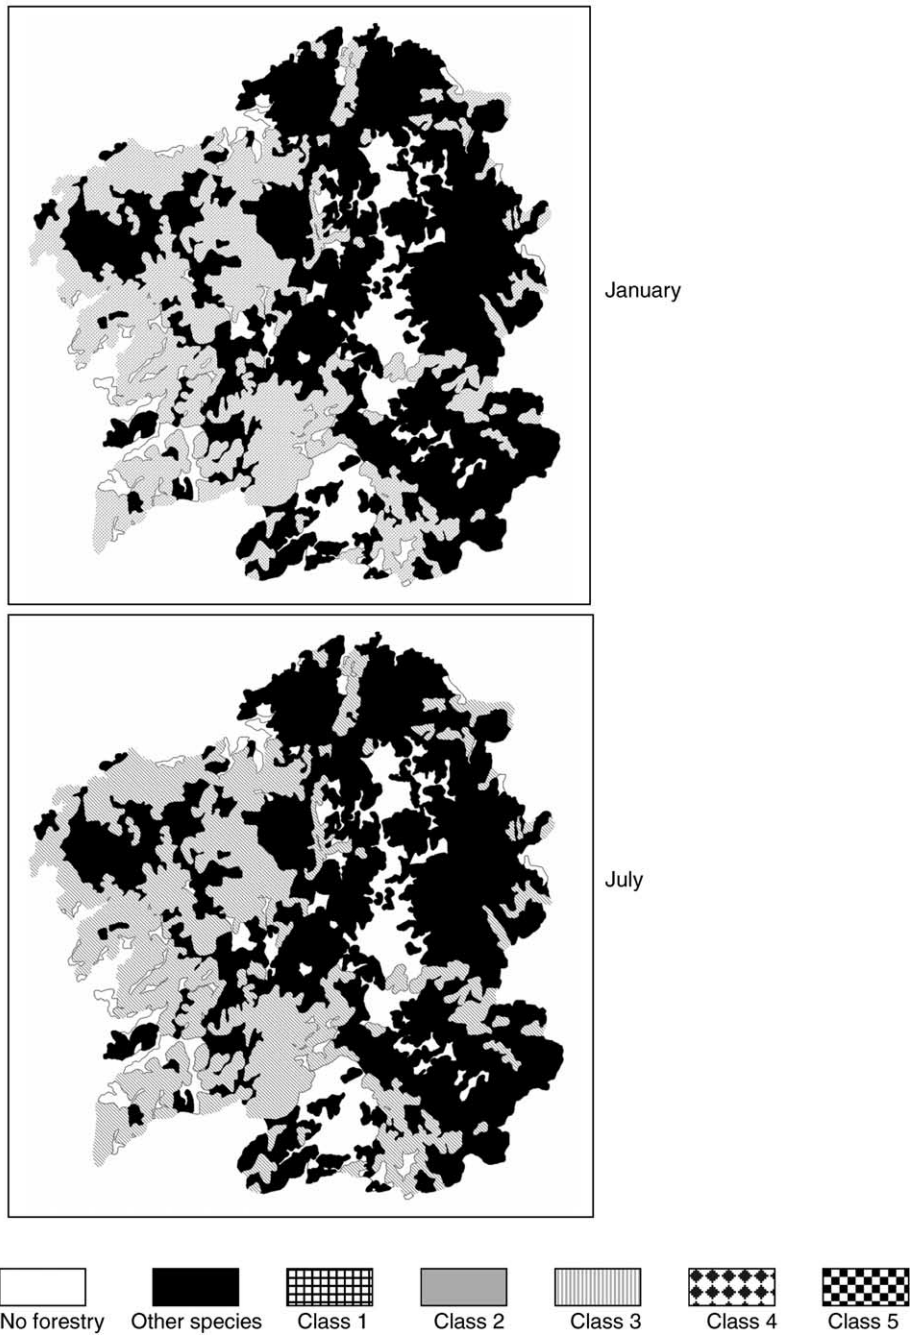 January
July
No forestry
Other species
Class 1
Class 2
Class 3
Class 4
Class 5